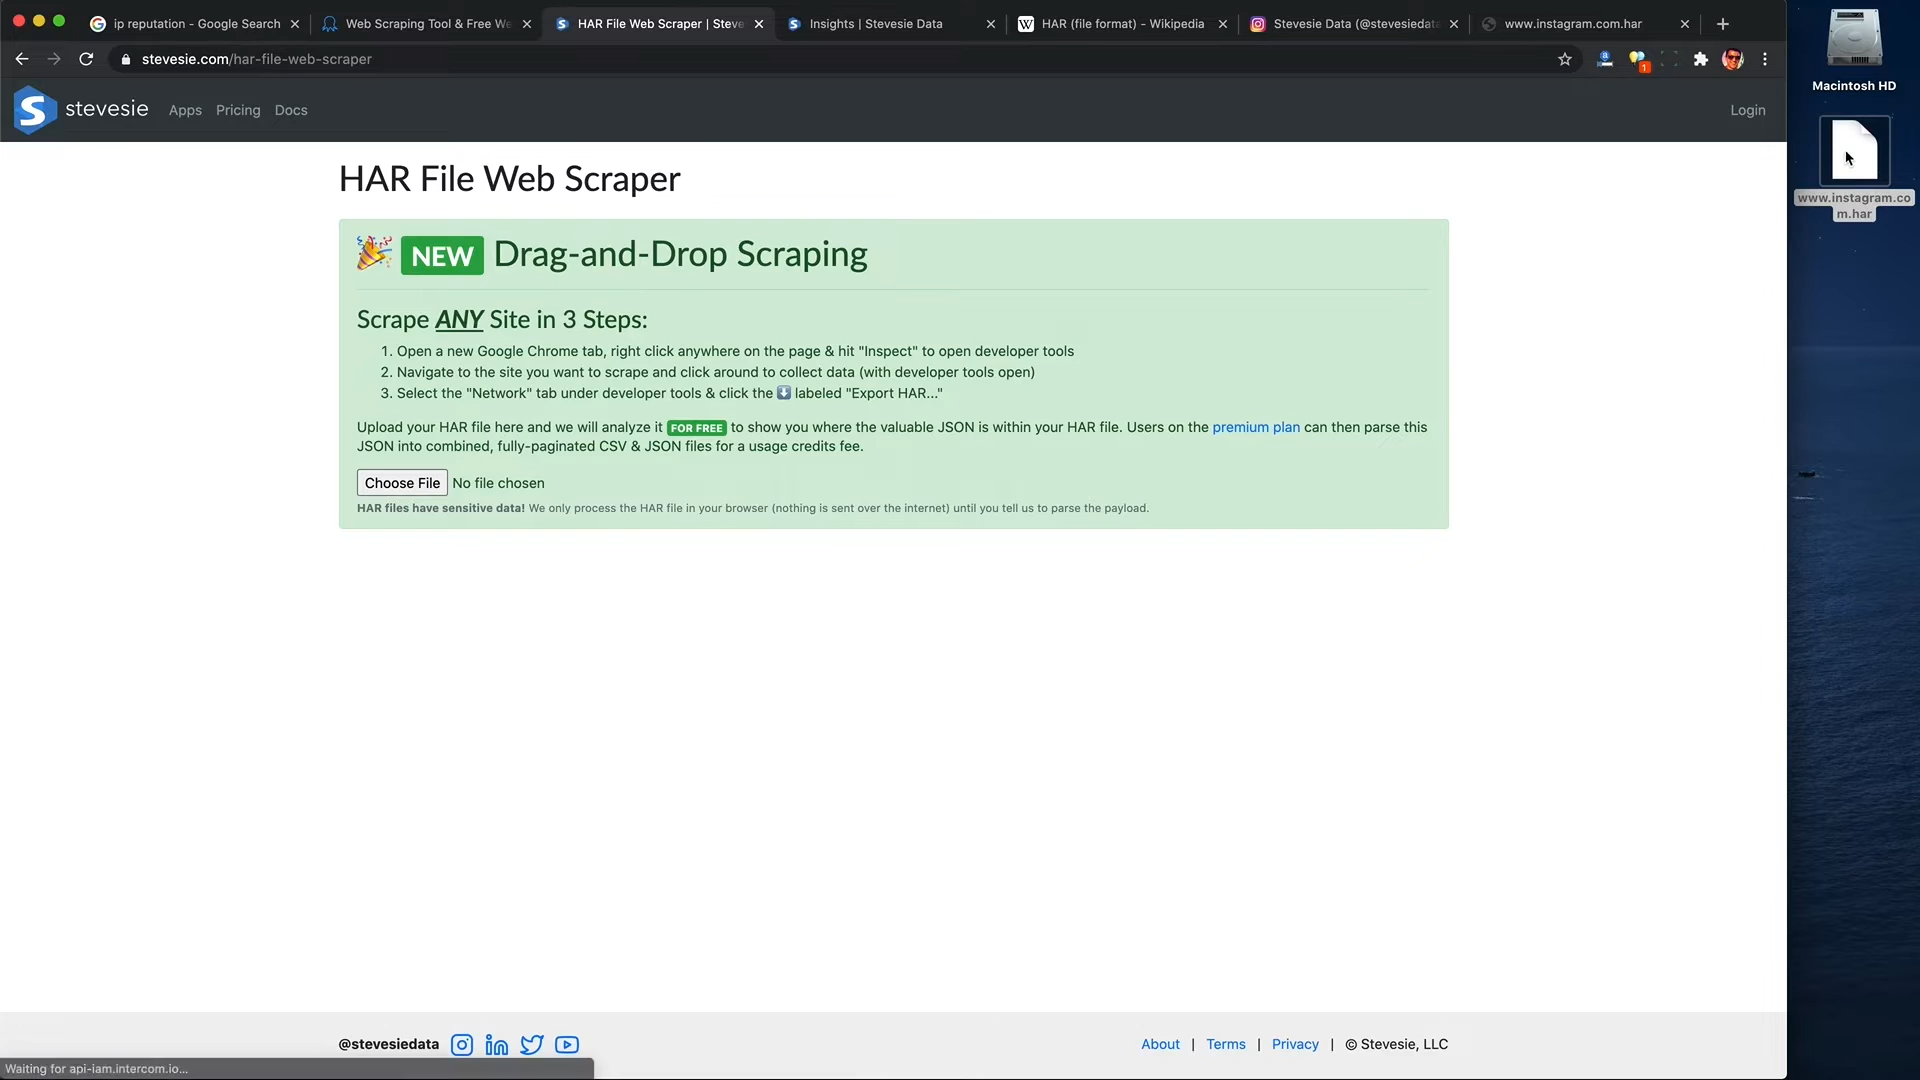 ip reputation - Google Search
Web Scraping Tool & Free We
HAR File Web Scraper | Steve
Insights | Stevesie Data
HAR (file format) - Wikipedia
Stevesie Data (@stevesiedata
www.instagram.com.har
stevesie.com/har-file-web-scraper
1
Macintosh HD
www.instagram.co
m.har
S stevesie
Apps
Pricing
Docs
Login
HAR File Web Scraper
NEW Drag-and-Drop Scraping
Scrape ANY Site in 3 Steps:
1. Open a new Google Chrome tab, right click anywhere on the page & hit "Inspect" to open developer tools
2. Navigate to the site you want to scrape and click around to collect data (with developer tools open)
3. Select the "Network" tab under developer tools & click the ⬇️ labeled "Export HAR..."
Upload your HAR file here and we will analyze it FOR FREE to show you where the valuable JSON is within your HAR file. Users on the premium plan can then parse this
JSON into combined, fully-paginated CSV & JSON files for a usage credits fee.
Choose File No file chosen
HAR files have sensitive data! We only process the HAR file in your browser (nothing is sent over the internet) until you tell us to parse the payload.
@stevesiedata
About | Terms | Privacy | © Stevesie, LLC
Waiting for api-iam.intercom.io...